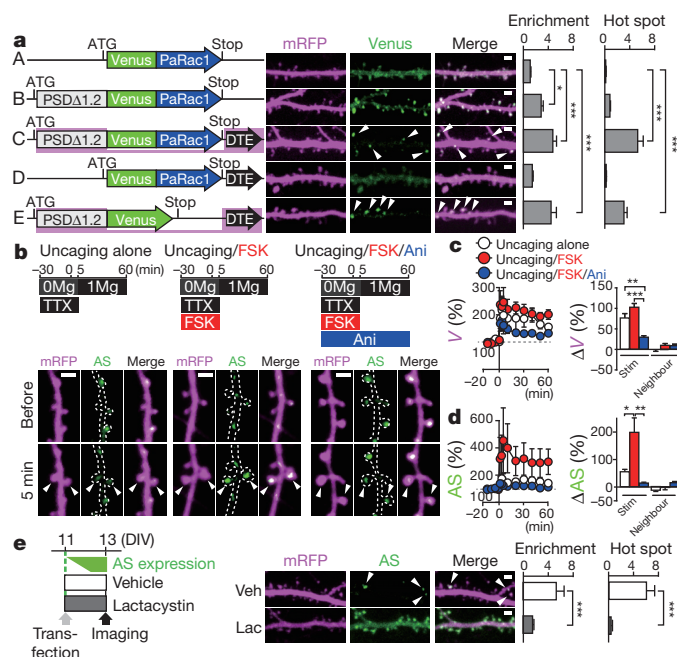 a
ATG Stop mRFP Venus Merge Enrichment Hot spot
0 4 8 0 4 8
A Venus PaRac1
ATG Stop
B PSDΔ1.2 Venus PaRac1
*
***
***
***
***
ATG Stop
C PSDΔ1.2 Venus PaRac1 DTE
ATG Stop
D Venus PaRac1 DTE
ATG Stop
E PSDΔ1.2 Venus DTE
b
Uncaging alone Uncaging/FSK Uncaging/FSK/Ani
−30 0 5 60 (min) −30 0 5 60 −30 0 5 60
0Mg 1Mg 0Mg 1Mg 0Mg 1Mg
TTX TTX TTX
FSK FSK
Ani
mRFP AS Merge mRFP AS Merge mRFP AS Merge
Before
5 min
c
Uncaging alone
Uncaging/FSK
Uncaging/FSK/Ani
V (%)
300
200
100
−20 0 20 40 60
(min)
ΔV (%)
150
100
50
0
−50
**
***
Stim
Neighbour
d
AS (%)
600
400
200
100
−20 0 20 40 60
(min)
ΔAS (%)
200
100
0
−50
* **
Stim
Neighbour
e
11 13 (DIV)
AS expression
Vehicle
Lactacystin
Trans-
fection
Imaging
mRFP AS Merge
Veh
Lac
Enrichment Hot spot
0 4 8 0 4 8
***
***